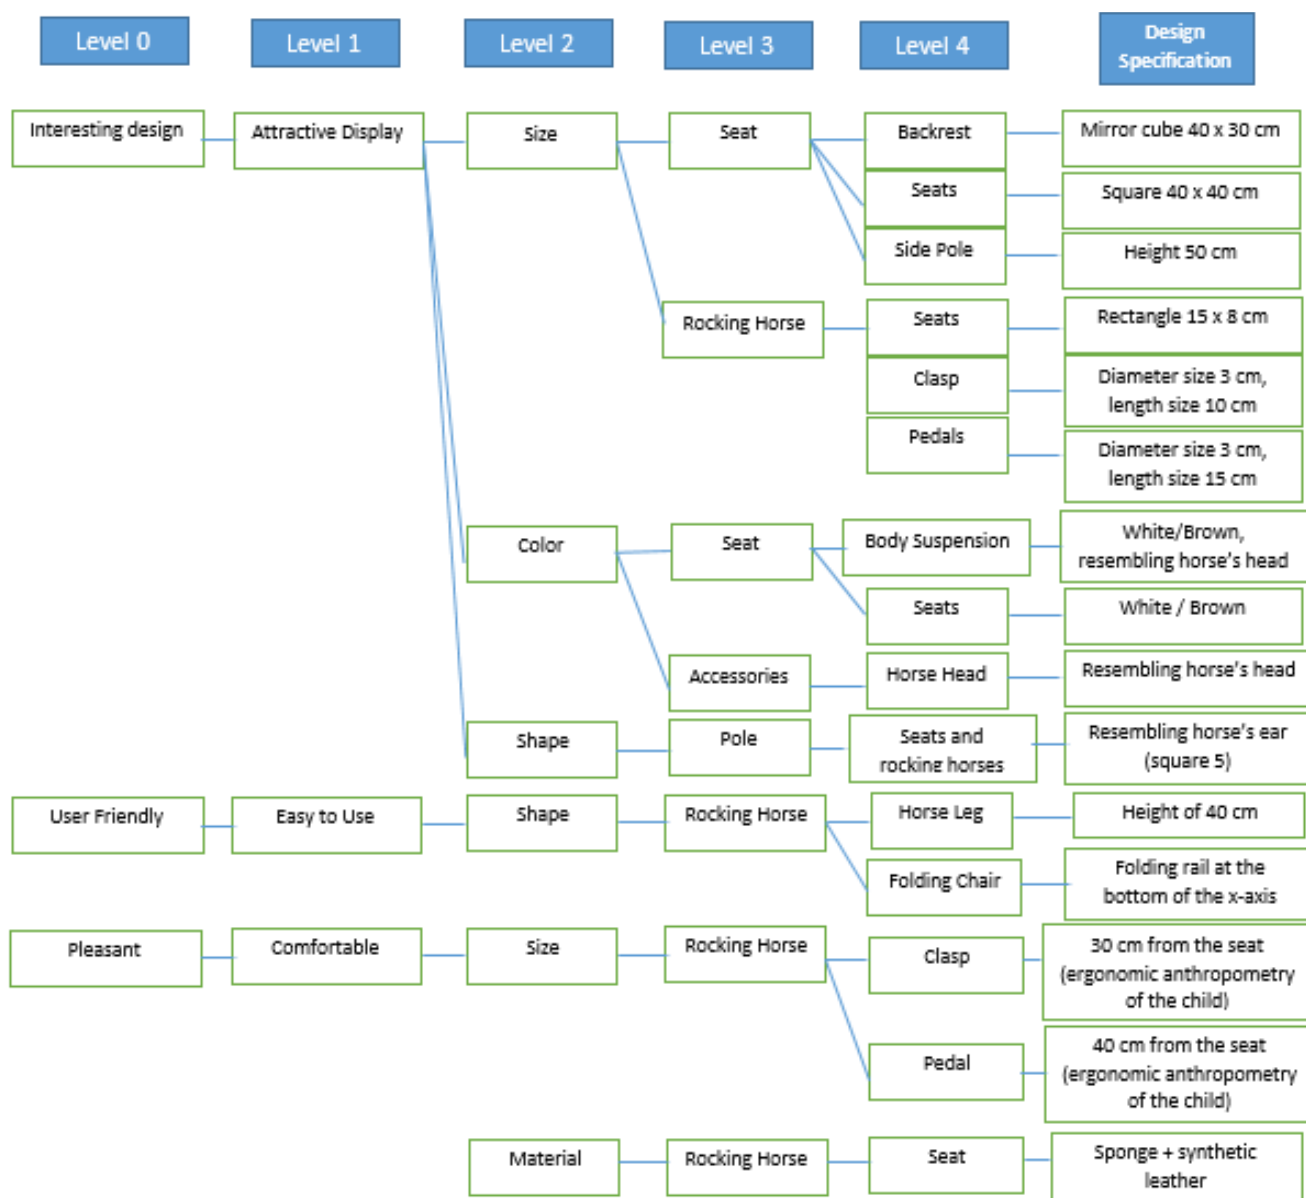 Level 0
Level 1
Level 2
Level 3
Level 4
Design
Specification
Interesting design
Attractive Display
Size
Seat
Backrest
Mirror cube 40 x 30 cm
Seats
Square 40 x 40 cm
Side Pole
Height 50 cm
Rocking Horse
Seats
Rectangle 15 x 8 cm
Clasp
Diameter size 3 cm,
length size 10 cm
Pedals
Diameter size 3 cm,
length size 15 cm
Color
Seat
Body Suspension
White/Brown,
resembling horse's head
Seats
White / Brown
Accessories
Horse Head
Resembling horse's head
Shape
Pole
Seats and
rocking horses
Resembling horse's ear
(square 5)
User Friendly
Easy to Use
Shape
Rocking Horse
Horse Leg
Height of 40 cm
Folding Chair
Folding rail at the
bottom of the x-axis
Pleasant
Comfortable
Size
Rocking Horse
Clasp
30 cm from the seat
(ergonomic anthropometry
of the child)
Pedal
40 cm from the seat
(ergonomic anthropometry
of the child)
Material
Rocking Horse
Seat
Sponge + synthetic
leather